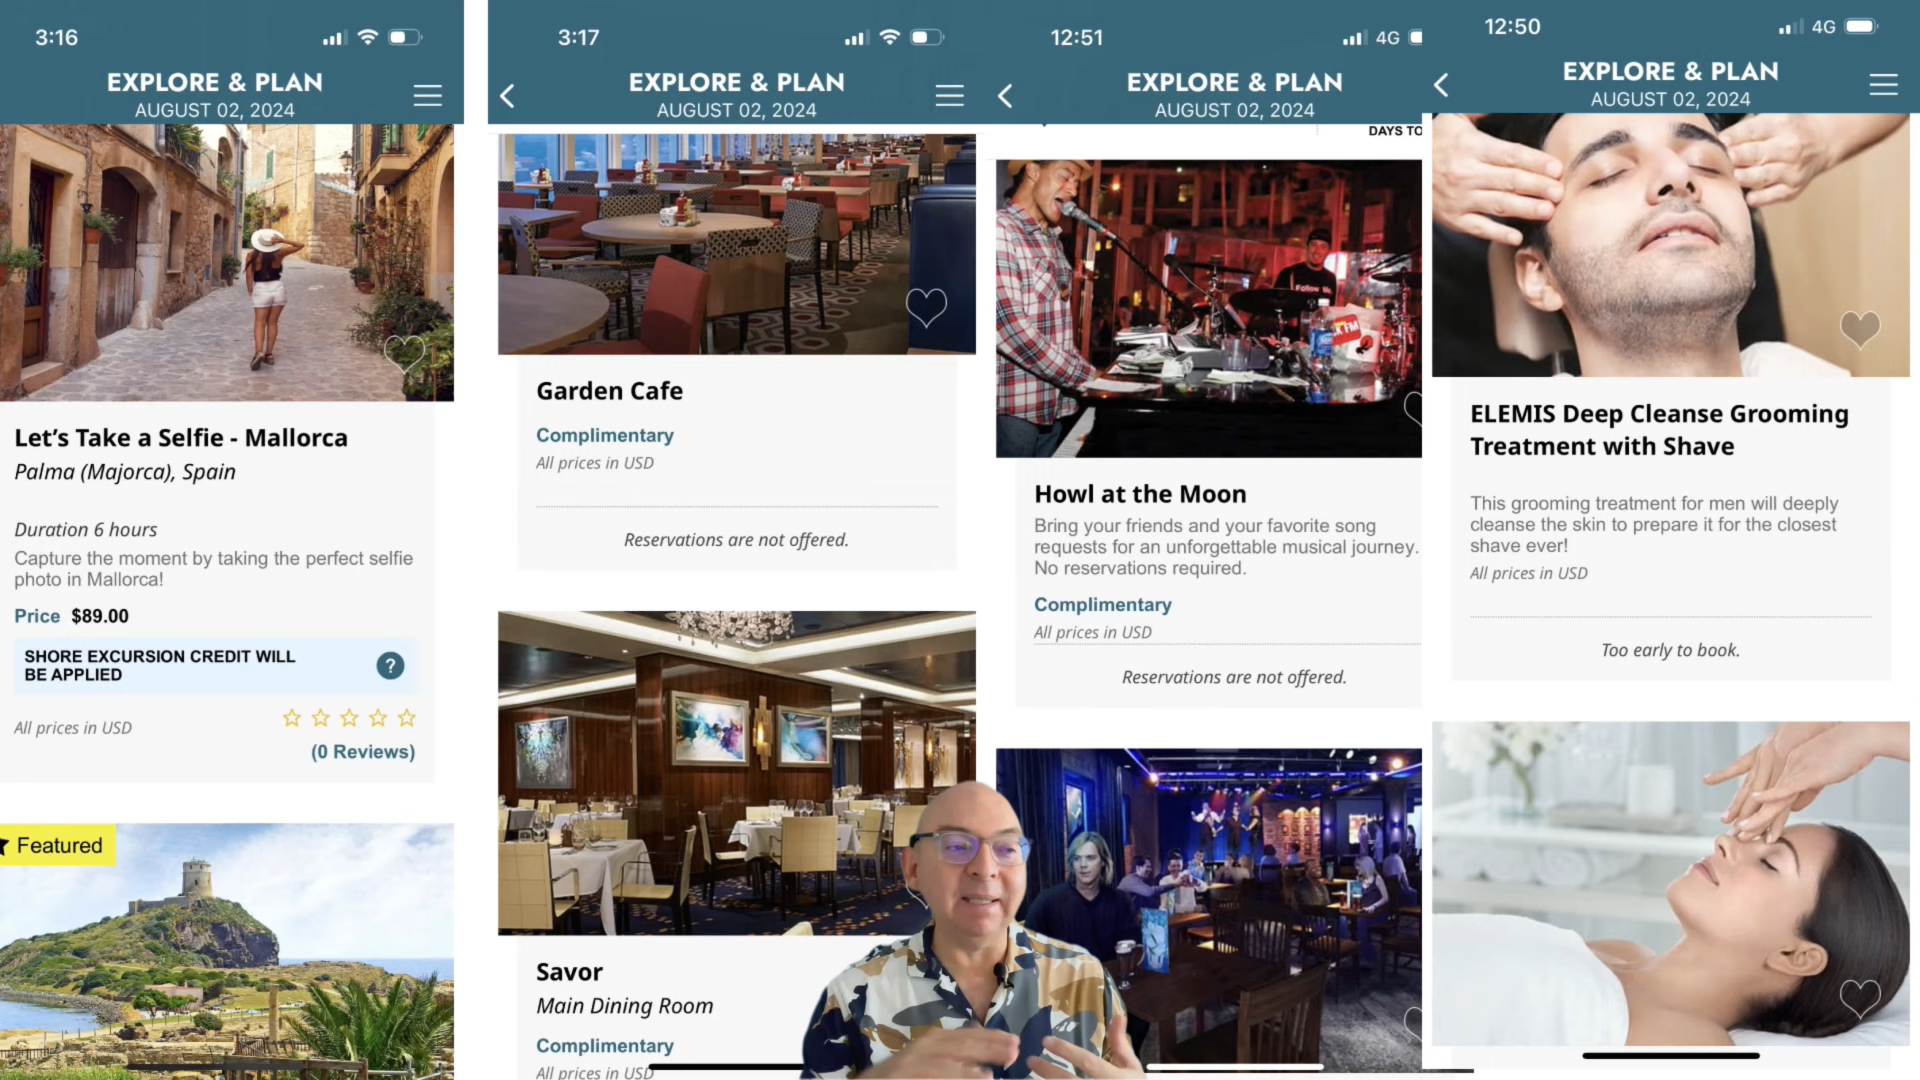 3:16
EXPLORE & PLAN
AUGUST 02, 2024
Let's Take a Selfie - Mallorca
Palma (Majorca), Spain
Duration 6 hours
Capture the moment by taking the perfect selfie
photo in Mallorca!
Price $89.00
SHORE EXCURSION CREDIT WILL
BE APPLIED
?
All prices in USD
(0 Reviews)
Featured
3:17
EXPLORE & PLAN
AUGUST 02, 2024
Garden Cafe
Complimentary
All prices in USD
Reservations are not offered.
Savor
Main Dining Room
Complimentary
All prices in USD
12:51
4G
EXPLORE & PLAN
AUGUST 02, 2024
DAYS TO
Howl at the Moon
Bring your friends and your favorite song
requests for an unforgettable musical journey.
No reservations required.
Complimentary
All prices in USD
Reservations are not offered.
12:50
4G
EXPLORE & PLAN
AUGUST 02, 2024
ELEMIS Deep Cleanse Grooming
Treatment with Shave
This grooming treatment for men will deeply
cleanse the skin to prepare it for the closest
shave ever!
All prices in USD
Too early to book.